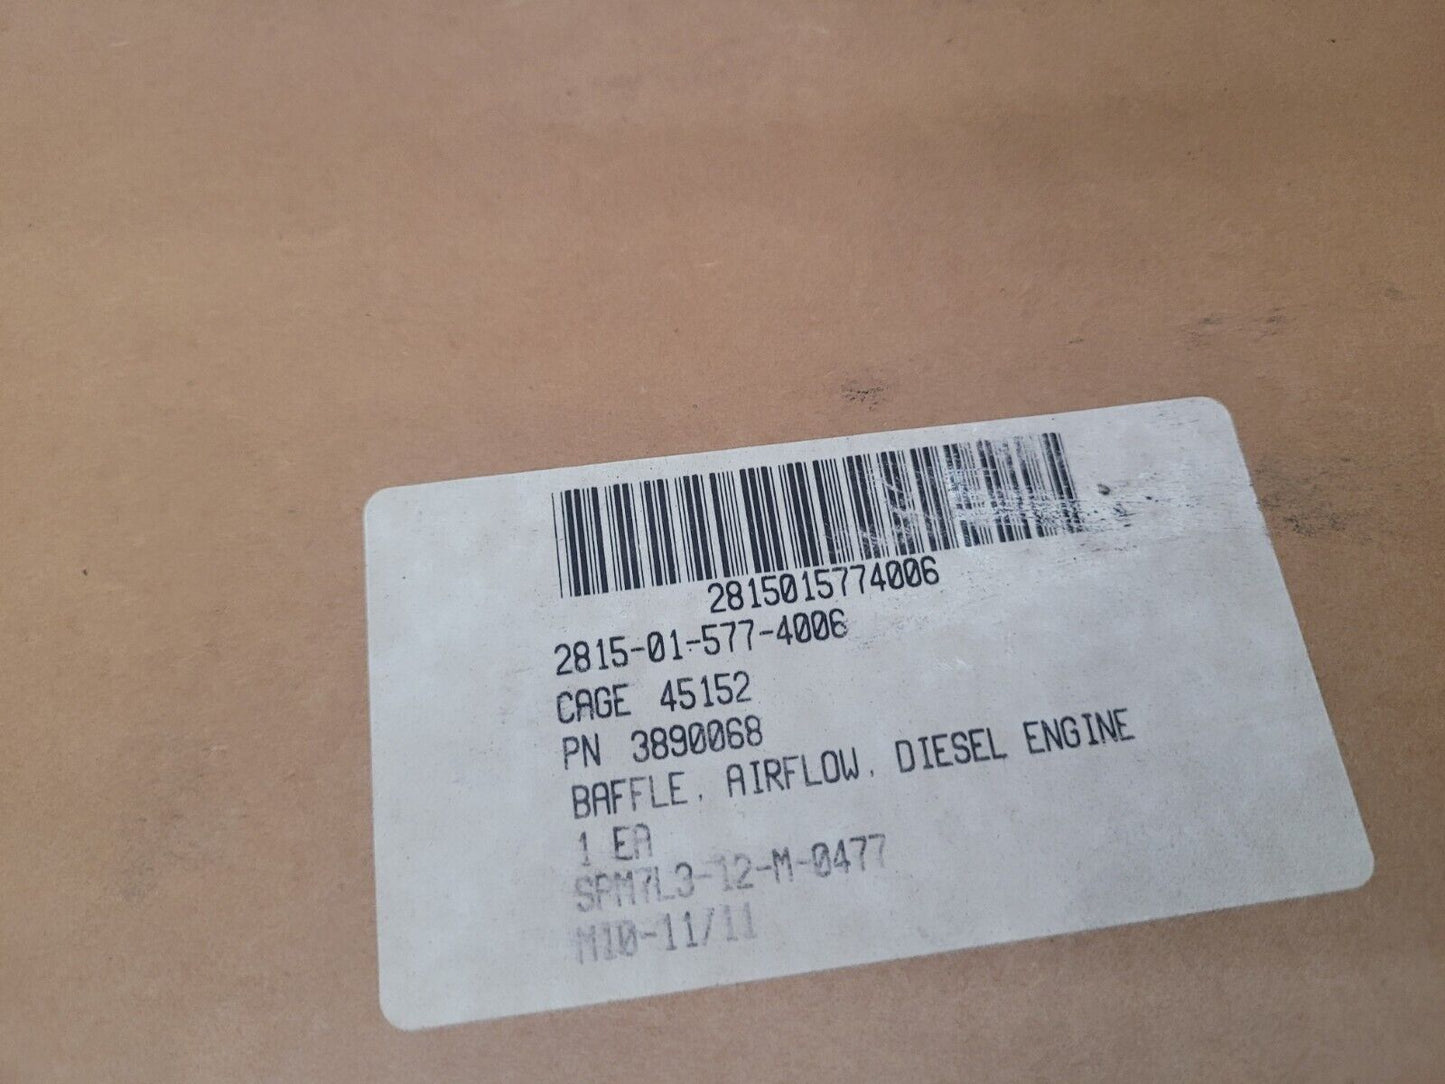 2815015774006
2815-01-577-4006
CAGE 45152
PN 3890068
BAFFLE, AIRFLOW, DIESEL ENGINE
1 EA
SPM7L3-12-M-0477
M10-11/11